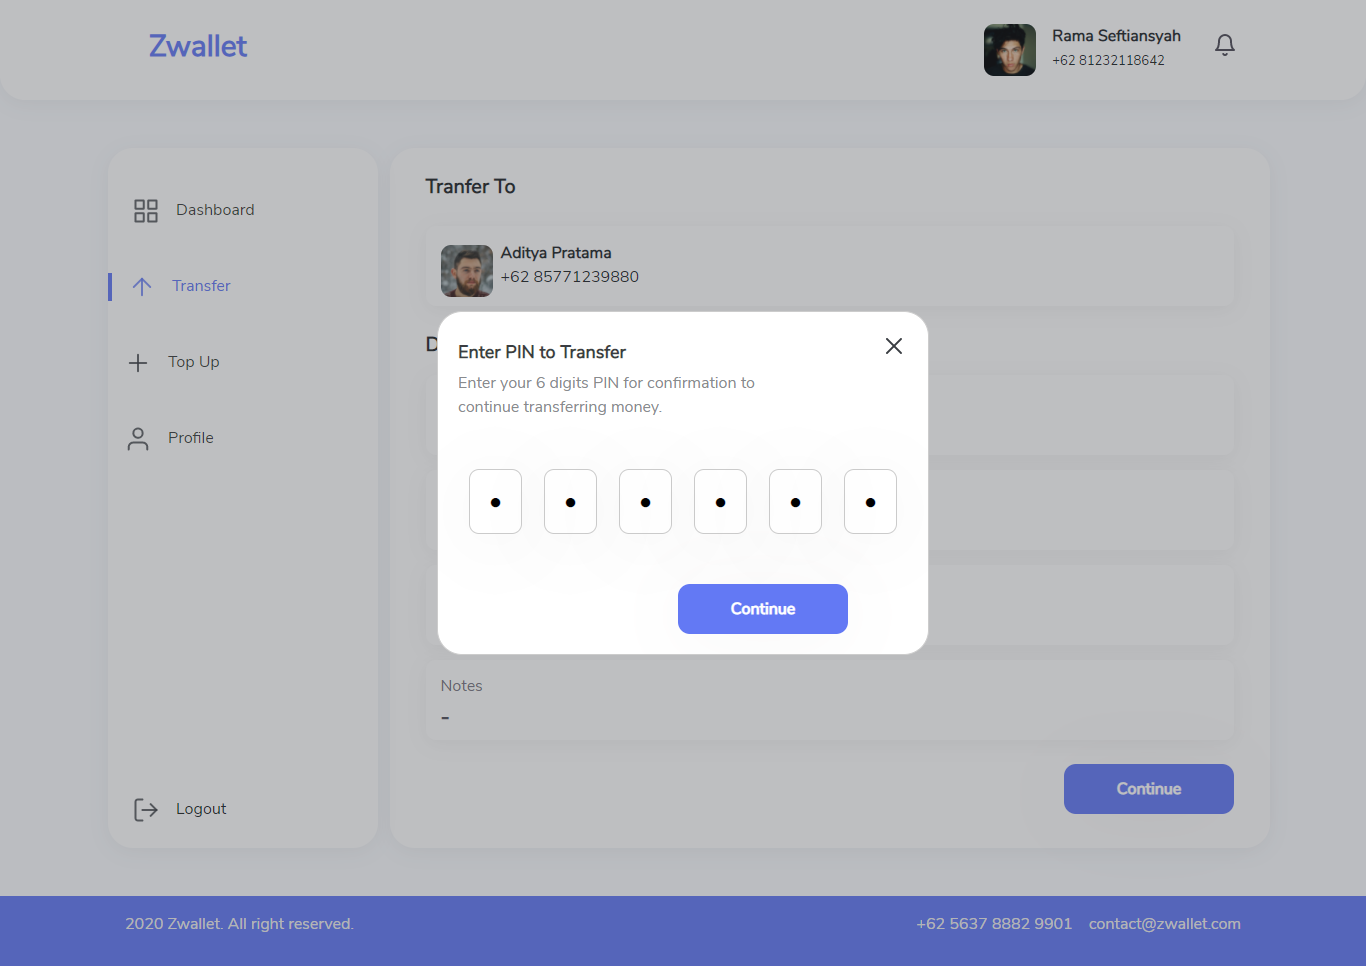 Zwallet
Rama Seftiansyah
+62 81232118642
Dashboard
Transfer
Top Up
Profile
Logout
Tranfer To
Aditya Pratama
+62 85771239880
Enter PIN to Transfer
Enter your 6 digits PIN for confirmation to
continue transferring money.
Continue
Notes
-
Continue
2020 Zwallet. All right reserved.
+62 5637 8882 9901
contact@zwallet.com